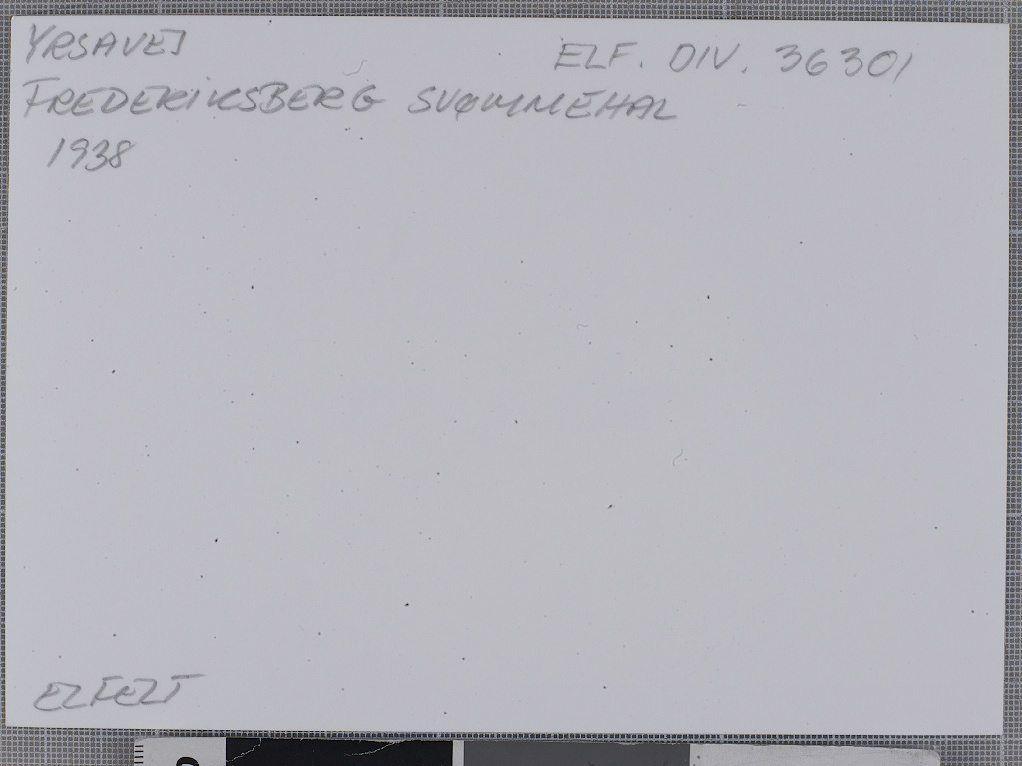 YRSAVEJ
ELF. DIV. 36301
FREDERIKSBERG SVØMMEHAL
1938
ELFELT